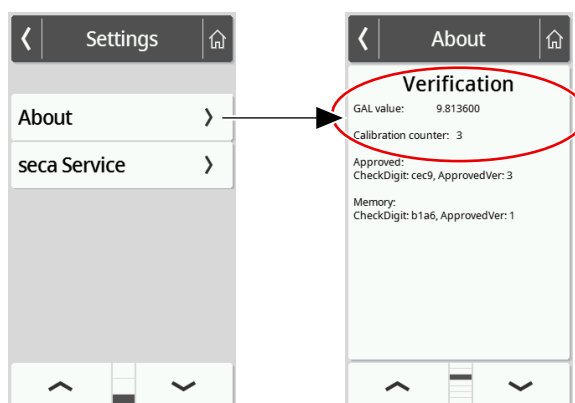 Settings
About
seca Service
About
Verification
GAL value: 9.813600
Calibration counter: 3
Approved:
CheckDigit: cec9, ApprovedVer: 3
Memory:
CheckDigit: b1a6, ApprovedVer: 1